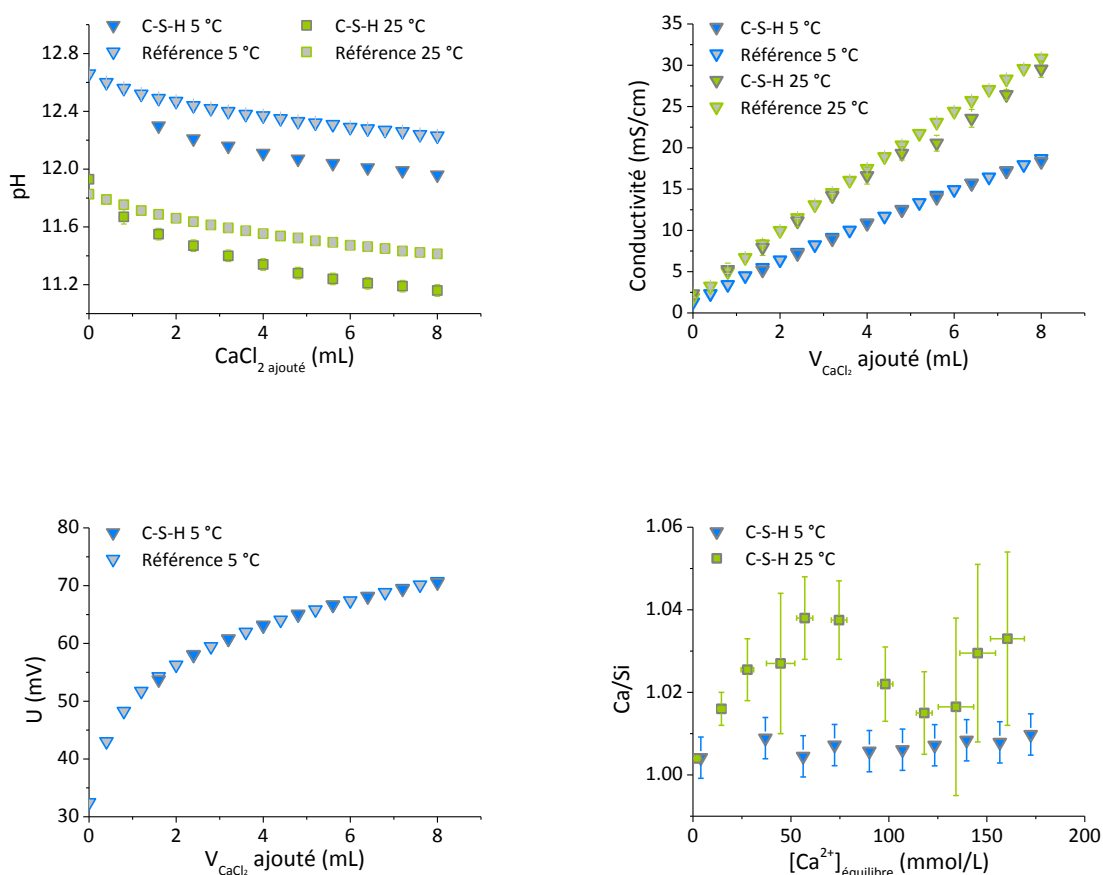 C-S-H 5 °C
C-S-H 25 °C
Référence 5 °C
Référence 25 °C
12.8
12.4
12.0
11.6
11.2
pH
0 2 4 6 8
CaCl2 ajouté (mL)
C-S-H 5 °C
Référence 5 °C
C-S-H 25 °C
Référence 25 °C
35
30
25
20
15
10
5
0
Conductivité (mS/cm)
0 2 4 6 8
VCaCl2 ajouté (mL)
C-S-H 5 °C
Référence 5 °C
80
70
60
50
40
30
U (mV)
0 2 4 6 8
VCaCl2 ajouté (mL)
C-S-H 5 °C
C-S-H 25 °C
1.06
1.04
1.02
1.00
Ca/Si
0 50 100 150 200
[Ca2+]équilibre (mmol/L)